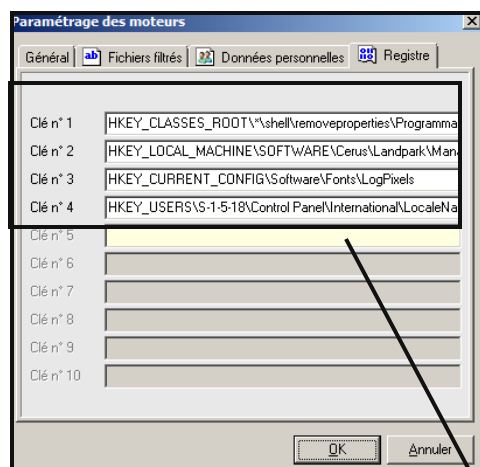 Paramétrage des moteurs
Général Fichiers filtrés Données personnelles Registre
Clé n° 1 HKEY_CLASSES_ROOT\*\shell\removeproperties\Programma
Clé n° 2 HKEY_LOCAL_MACHINE\SOFTWARE\Cerus\Landpark\Mana
Clé n° 3 HKEY_CURRENT_CONFIG\Software\Fonts\LogPixels
Clé n° 4 HKEY_USERS\S-1-5-18\Control Panel\International\LocaleNa
Clé n° 5
Clé n° 6
Clé n° 7
Clé n° 8
Clé n° 9
Clé n° 10
OK Annuler